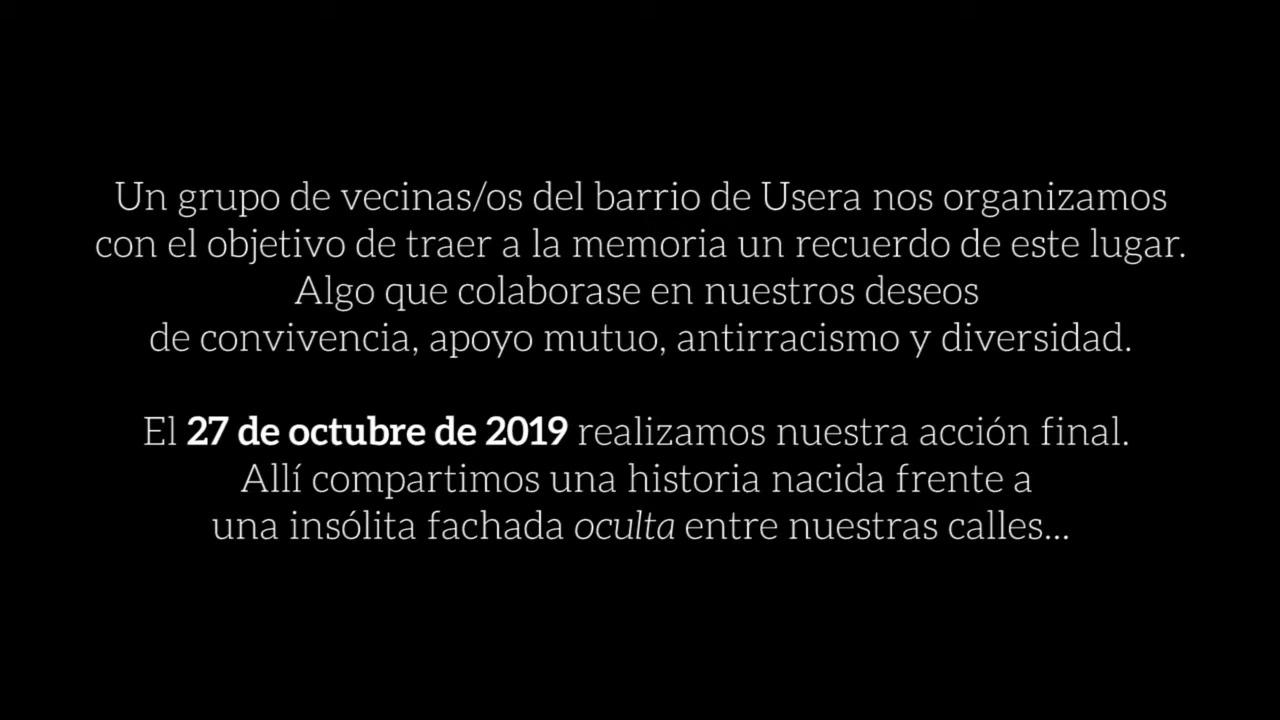 Un grupo de vecinas/os del barrio de Usera nos organizamos
con el objetivo de traer a la memoria un recuerdo de este lugar.
Algo que colaborase en nuestros deseos
de convivencia, apoyo mutuo, antirracismo y diversidad.
El 27 de octubre de 2019 realizamos nuestra acción final.
Allí compartimos una historia nacida frente a
una insólita fachada oculta entre nuestras calles...